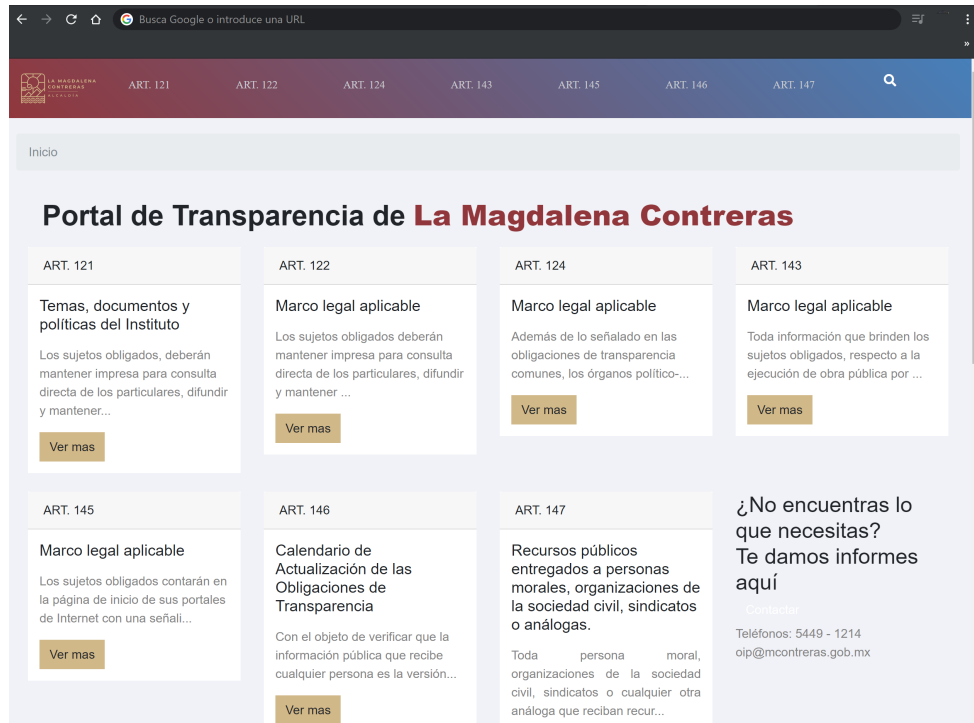 Busca Google o introduce una URL
»
LA MAGDALENA
CONTRERAS
ALCALDÍA
ART. 121
ART. 122
ART. 124
ART. 143
ART. 145
ART. 146
ART. 147
Inicio
Portal de Transparencia de La Magdalena Contreras
ART. 121
Temas, documentos y
políticas del Instituto
Los sujetos obligados, deberán
mantener impresa para consulta
directa de los particulares, difundir
y mantener...
Ver mas
ART. 122
Marco legal aplicable
Los sujetos obligados deberán
mantener impresa para consulta
directa de los particulares, difundir
y mantener ...
Ver mas
ART. 124
Marco legal aplicable
Además de lo señalado en las
obligaciones de transparencia
comunes, los órganos político-...
Ver mas
ART. 143
Marco legal aplicable
Toda información que brinden los
sujetos obligados, respecto a la
ejecución de obra pública por ...
Ver mas
ART. 145
Marco legal aplicable
Los sujetos obligados contarán en
la página de inicio de sus portales
de Internet con una señali...
Ver mas
ART. 146
Calendario de
Actualización de las
Obligaciones de
Transparencia
Con el objeto de verificar que la
información pública que recibe
cualquier persona es la versión...
Ver mas
ART. 147
Recursos públicos
entregados a personas
morales, organizaciones de
la sociedad civil, sindicatos
o análogas.
Toda persona moral,
organizaciones de la sociedad
civil, sindicatos o cualquier otra
análoga que reciban recur...
¿No encuentras lo
que necesitas?
Te damos informes
aquí
Contactar
Teléfonos: 5449 - 1214
oip@mcontreras.gob.mx